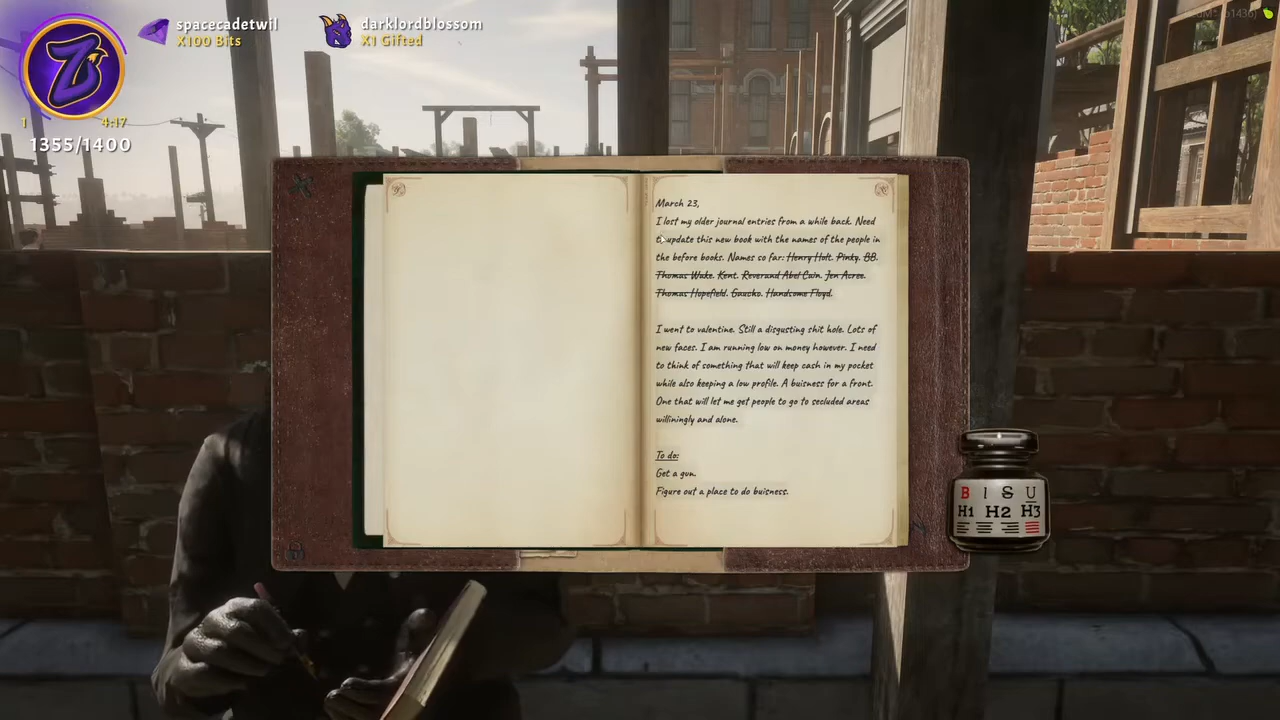 spacecadetwil
X100 Bits
darklordblossom
X1 Gifted
1
4:17
1355/1400
March 23,
I lost my older journal entries from a while back. Need
to update this new book with the names of the people in
the before books. Names so far: Henry Holt. Pinky. BB.
Thomas Wake. Kent. Reverand Abel Cain. Jen Acree.
Thomas Hopefield. Gaucho. Handsome Floyd.
I went to valentine. Still a disgusting shit hole. Lots of
new faces. I am running low on money however. I need
to think of something that will keep cash in my pocket
while also keeping a low profile. A buisness for a front.
One that will let me get people to go to secluded areas
williningly and alone.
To do:
Get a gun.
Figure out a place to do buisness.
B I S U
H1 H2 H3